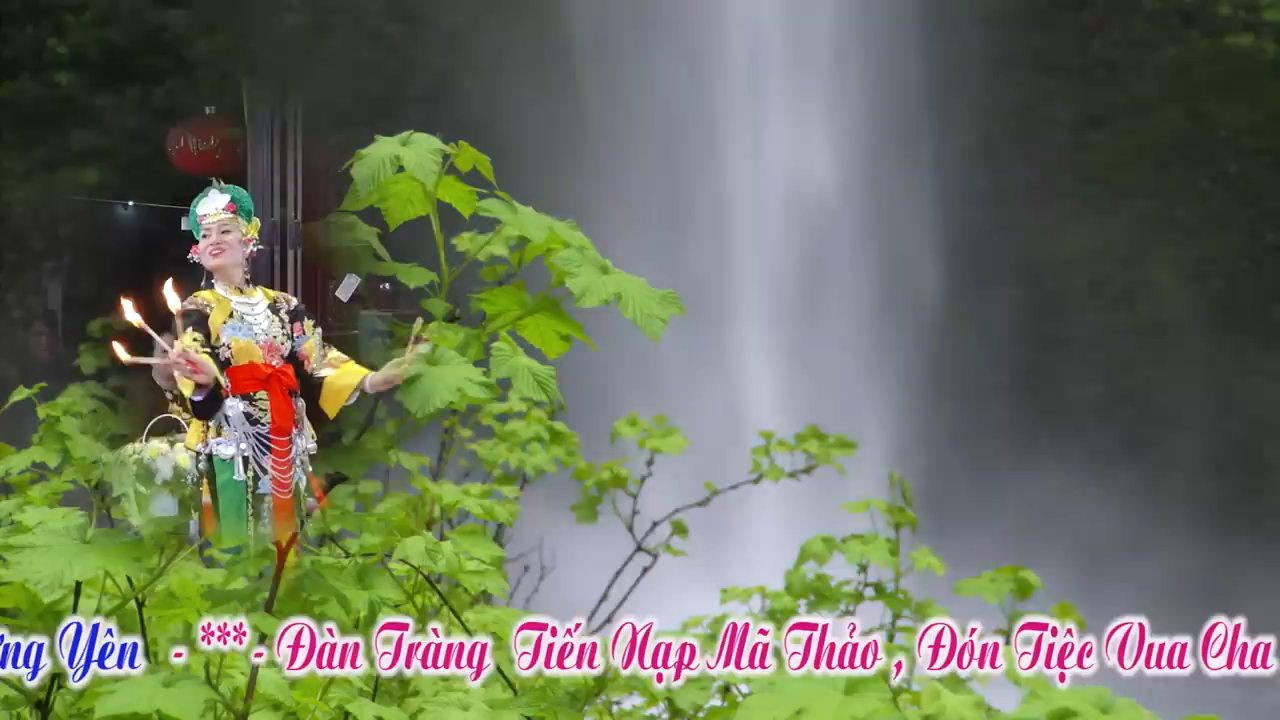 ng Yên - *** - Đàn Tràng Tiến Nạp Mã Thảo , Đón Tiệc Vua Cha